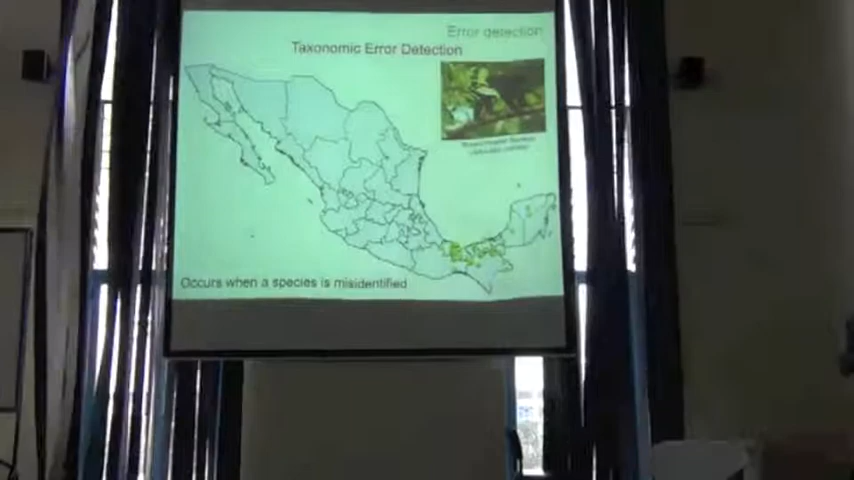 Error detection
Taxonomic Error Detection
Occurs when a species is misidentified